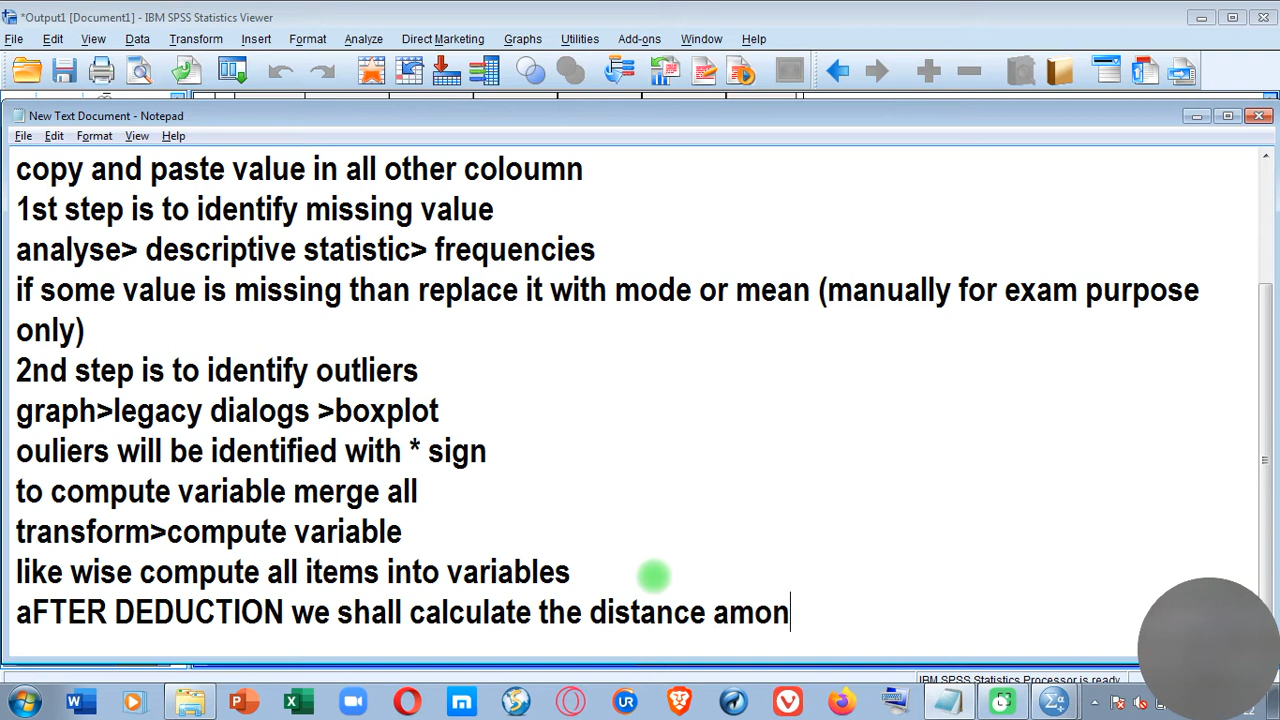 *Output1 [Document1] - IBM SPSS Statistics Viewer
File Edit View Data Transform Insert Format Analyze Direct Marketing Graphs Utilities Add-ons Window Help
New Text Document - Notepad
File Edit Format View Help
copy and paste value in all other coloumn
1st step is to identify missing value
analyse> descriptive statistic> frequencies
if some value is missing than replace it with mode or mean (manually for exam purpose
only)
2nd step is to identify outliers
graph>legacy dialogs >boxplot
ouliers will be identified with * sign
to compute variable merge all
transform>compute variable
like wise compute all items into variables
aFTER DEDUCTION we shall calculate the distance amon
IBM SPSS Statistics Processor is ready